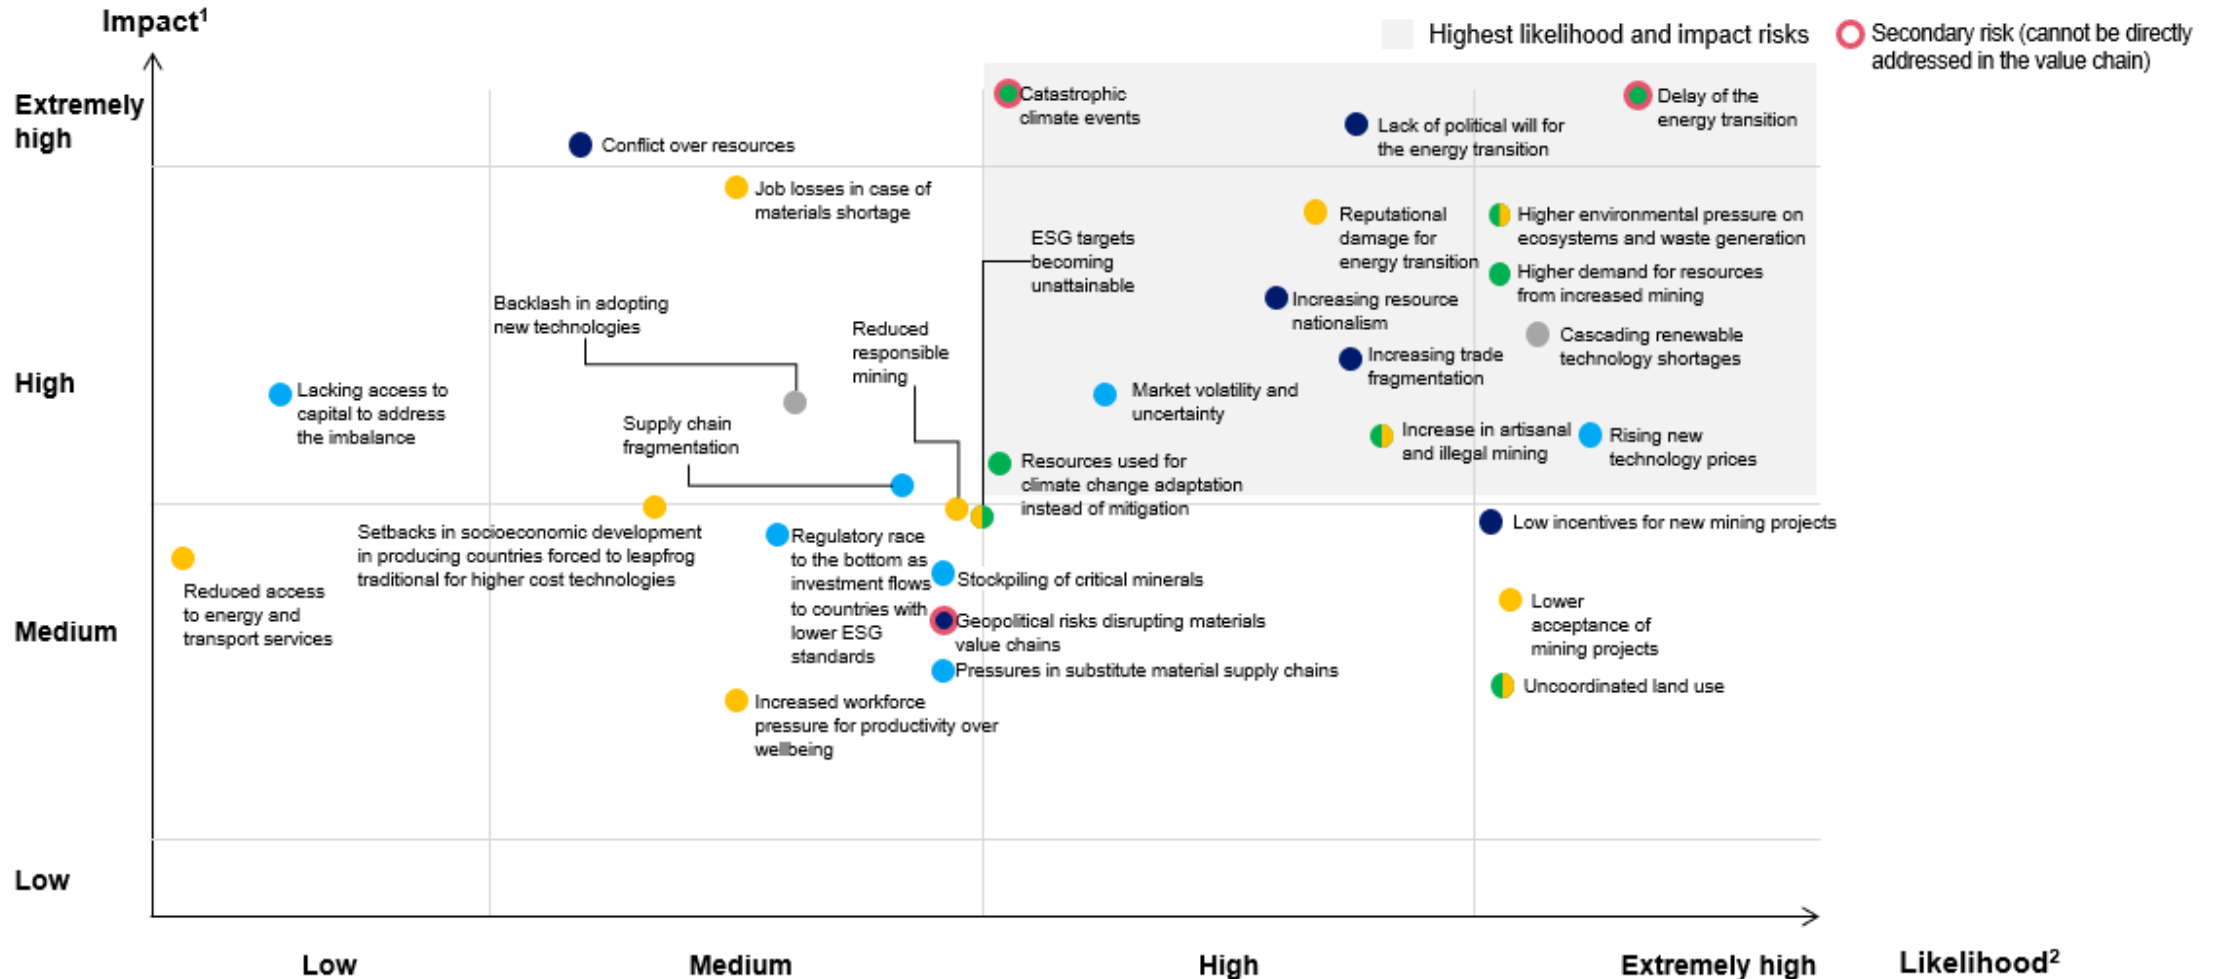 Impact¹
Highest likelihood and impact risks
Secondary risk (cannot be directly
addressed in the value chain)
Extremely
high
Catastrophic
climate events
Delay of the
energy transition
Lack of political will for
the energy transition
Conflict over resources
Job losses in case of
materials shortage
Reputational
damage for
energy transition
Higher environmental pressure on
ecosystems and waste generation
ESG targets
becoming
unattainable
Higher demand for resources
from increased mining
Increasing resource
nationalism
Backlash in adopting
new technologies
Reduced
responsible
mining
Cascading renewable
technology shortages
Increasing trade
fragmentation
High
Lacking access to
capital to address
the imbalance
Market volatility and
uncertainty
Supply chain
fragmentation
Increase in artisanal
and illegal mining
Rising new
technology prices
Resources used for
climate change adaptation
instead of mitigation
Low incentives for new mining projects
Setbacks in socioeconomic development
in producing countries forced to leapfrog
traditional for higher cost technologies
Regulatory race
to the bottom as
investment flows
to countries with
lower ESG
standards
Stockpiling of critical minerals
Reduced access
to energy and
transport services
Lower
acceptance of
mining projects
Geopolitical risks disrupting materials
value chains
Medium
Pressures in substitute material supply chains
Uncoordinated land use
Increased workforce
pressure for productivity over
wellbeing
Low
Low
Medium
High
Extremely high
Likelihood²